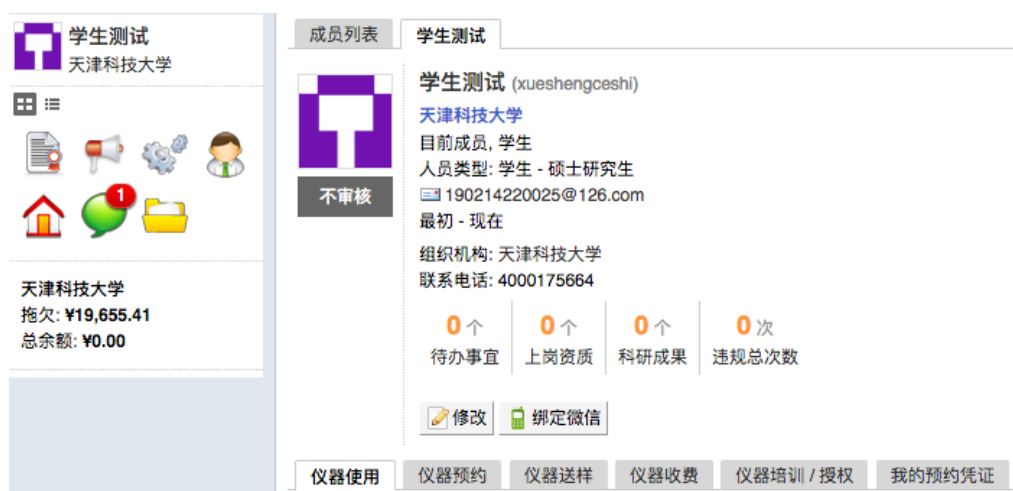 学生测试
天津科技大学
1
天津科技大学
拖欠: ¥19,655.41
总余额: ¥0.00
成员列表 学生测试
学生测试 (xueshengceshi)
天津科技大学
目前成员, 学生
人员类型: 学生 - 硕士研究生
190214220025@126.com
最初 - 现在
组织机构: 天津科技大学
联系电话: 4000175664
不审核
0 个 0 个 0 个 0 次
待办事宜 上岗资质 科研成果 违规总次数
修改 绑定微信
仪器使用 仪器预约 仪器送样 仪器收费 仪器培训 / 授权 我的预约凭证